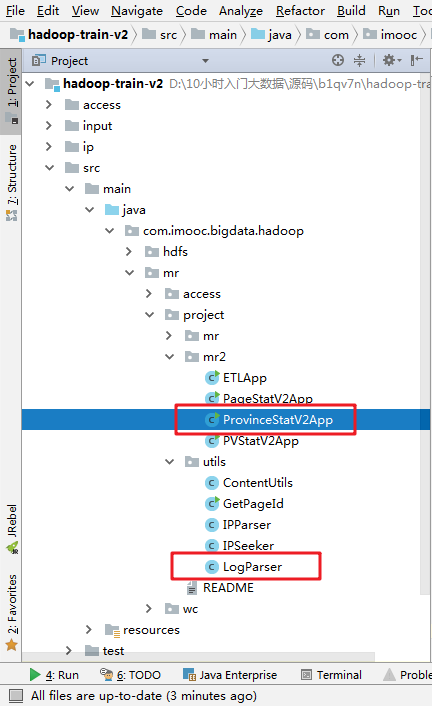 File Edit View Navigate Code Analyze Refactor Build Run Too
hadoop-train-v2 src main java com imooc
1: Project
Project
hadoop-train-v2 D:\10小时入门大数据\源码\b1qv7n\hadoop-tra
access
input
ip
src
7: Structure
main
java
com.imooc.bigdata.hadoop
hdfs
mr
access
project
mr
mr2
ETLApp
PageStatV2App
ProvinceStatV2App
PVStatV2App
utils
ContentUtils
GetPageId
IPParser
IPSeeker
LogParser
README
wc
resources
test
JRebel
2: Favorites
4: Run 6: TODO Java Enterprise Terminal Proble
All files are up-to-date (3 minutes ago)